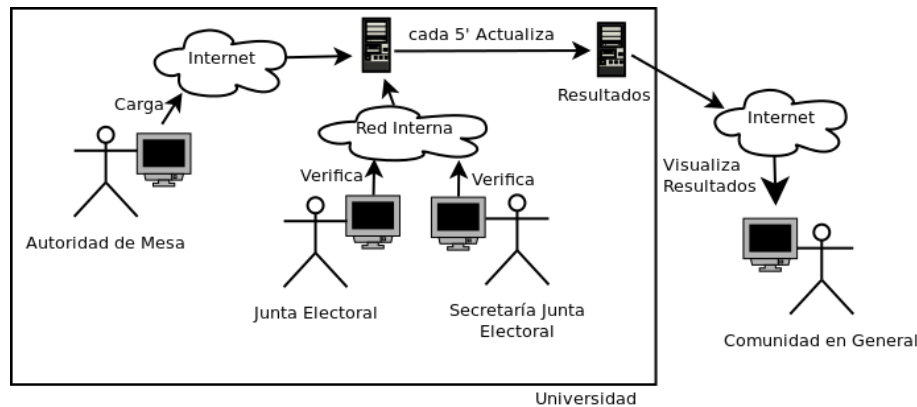 cada 5' Actualiza
Internet
Carga
Resultados
Red Interna
Internet
Verifica
Verifica
Visualiza
Resultados
Autoridad de Mesa
Junta Electoral
Secretaría Junta
Electoral
Comunidad en General
Universidad